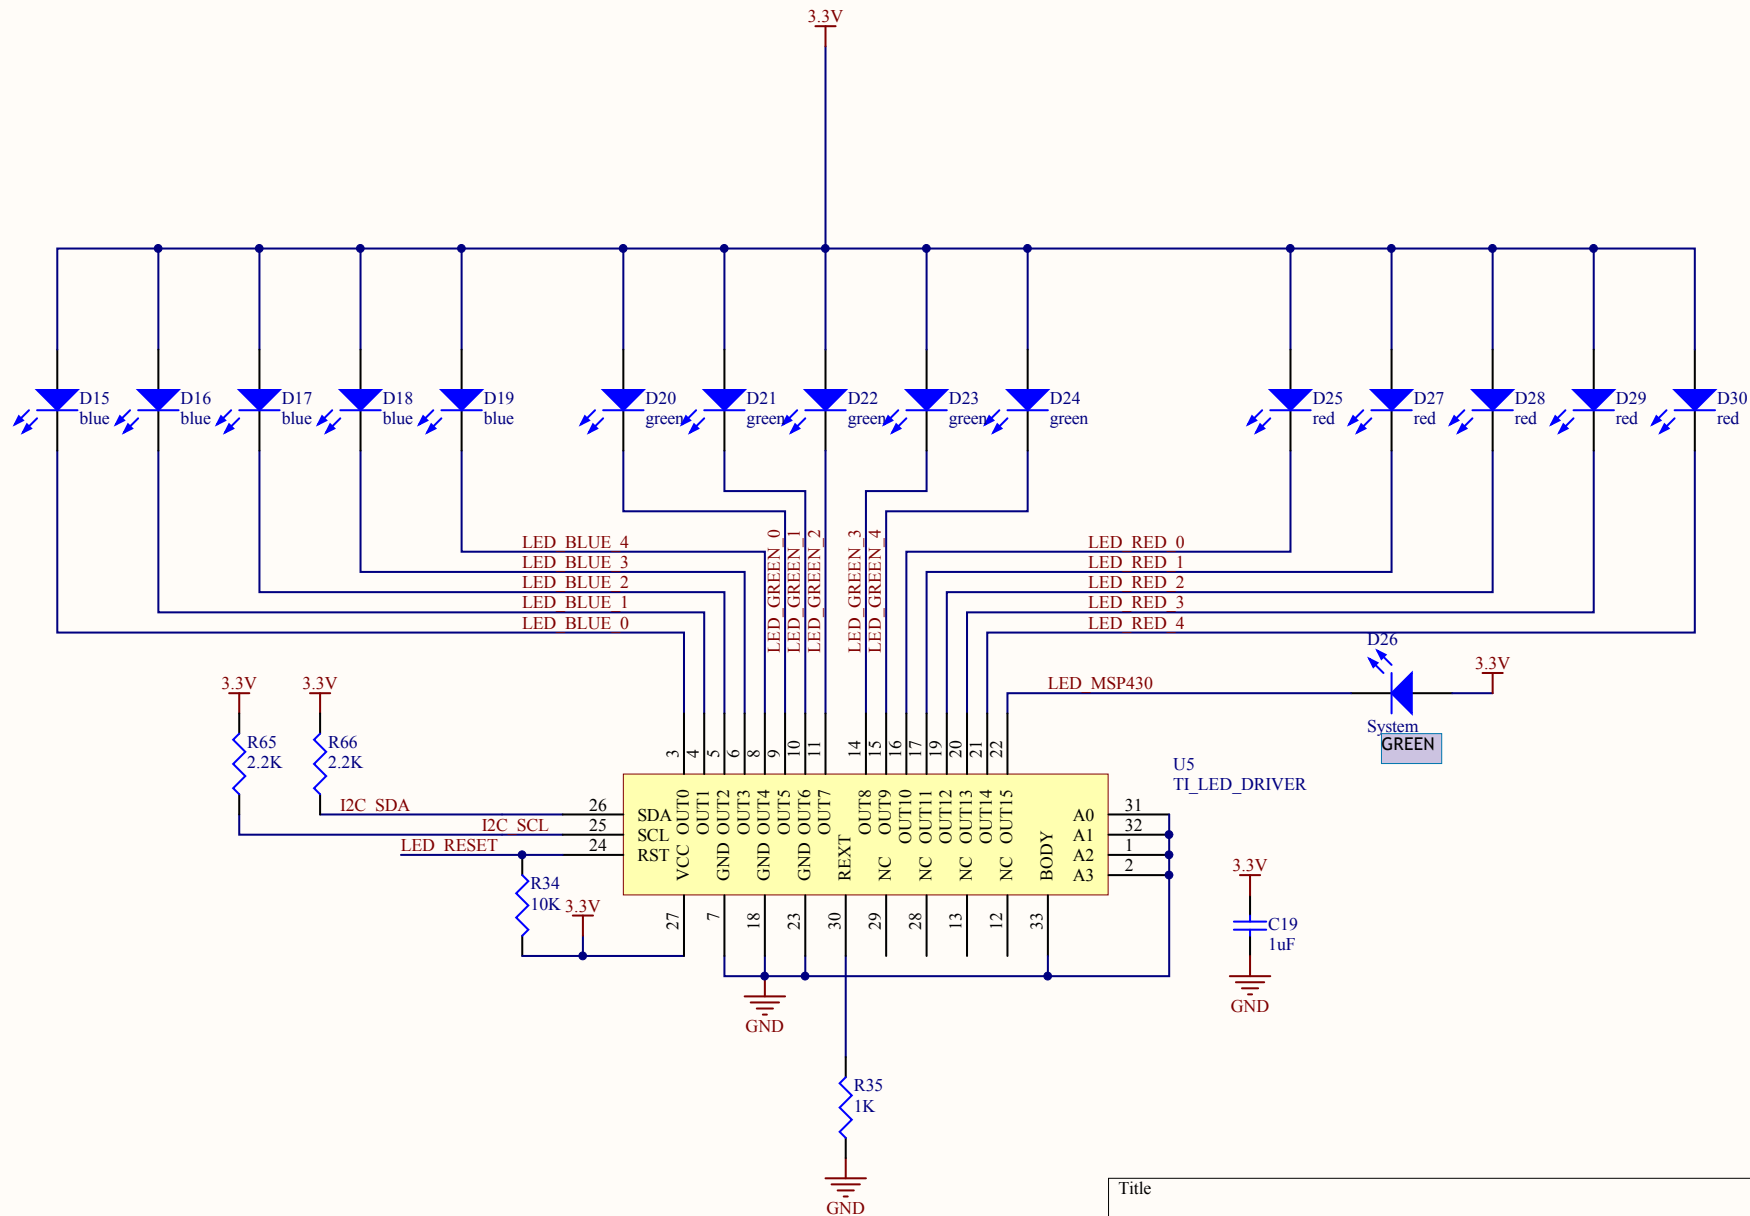 3.3V
D15
blue
D16
blue
D17
blue
D18
blue
D19
blue
D20
green
D21
green
D22
green
D23
green
D24
green
D25
red
D27
red
D28
red
D29
red
D30
red
LED_BLUE_4
LED_BLUE_3
LED_BLUE_2
LED_BLUE_1
LED_BLUE_0
LED_GREEN_0
LED_GREEN_1
LED_GREEN_2
LED_GREEN_3
LED_GREEN_4
LED_RED_0
LED_RED_1
LED_RED_2
LED_RED_3
LED_RED_4
D26
3.3V
LED_MSP430
System
GREEN
3.3V
3.3V
R65
2.2K
R66
2.2K
3 4 5 6 8 9 10 11 14 15 16 17 19 20 21 22
U5
TI_LED_DRIVER
I2C_SDA 26 SDA
I2C_SCL 25 SCL
LED_RESET 24 RST
OUT0 OUT1 OUT2 OUT3 OUT4 OUT5 OUT6 OUT7 OUT8 OUT9 OUT10 OUT11 OUT12 OUT13 OUT14 OUT15
VCC GND GND GND REXT NC NC NC NC BODY
A0 31
A1 32
A2 1
A3 2
27 7 18 23 30 29 28 13 12 33
R34
10K
3.3V
3.3V
C19
1uF
GND
GND
R35
1K
GND
Title